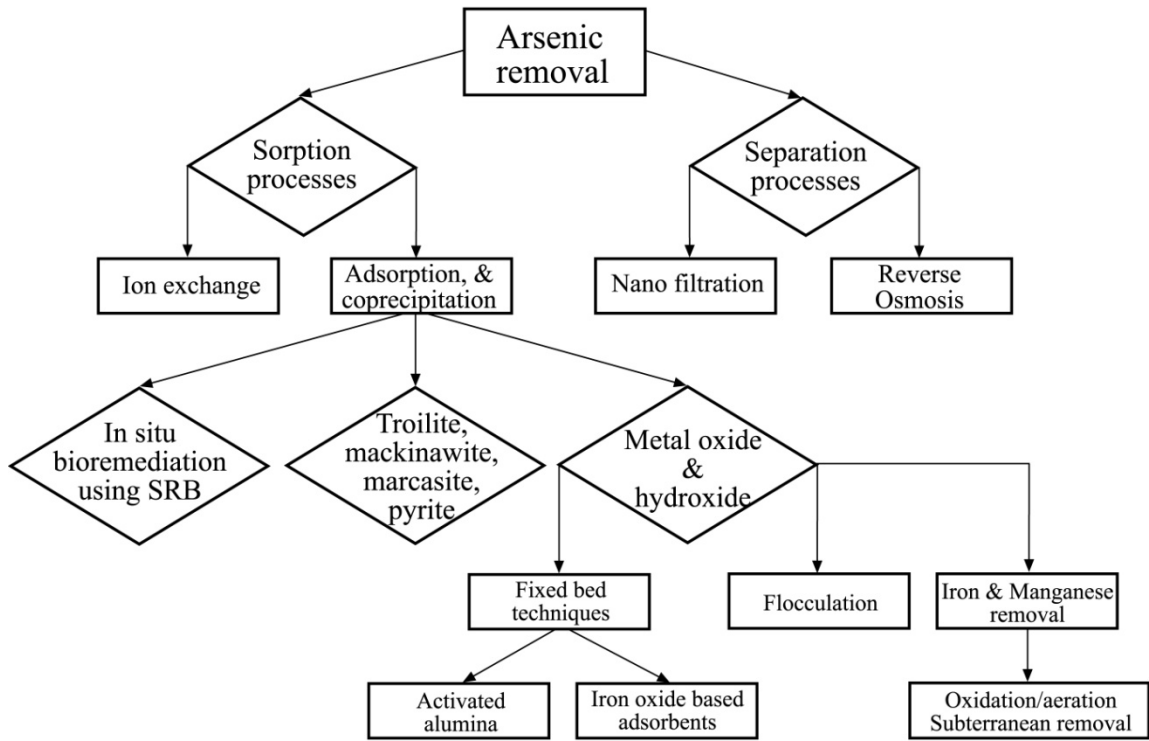 Arsenic
removal
Sorption
processes
Separation
processes
Ion exchange
Adsorption, &
coprecipitation
Nano filtration
Reverse
Osmosis
In situ
bioremediation
using SRB
Troilite,
mackinawite,
marcasite,
pyrite
Metal oxide
&
hydroxide
Fixed bed
techniques
Flocculation
Iron & Manganese
removal
Activated
alumina
Iron oxide based
adsorbents
Oxidation/aeration
Subterranean removal